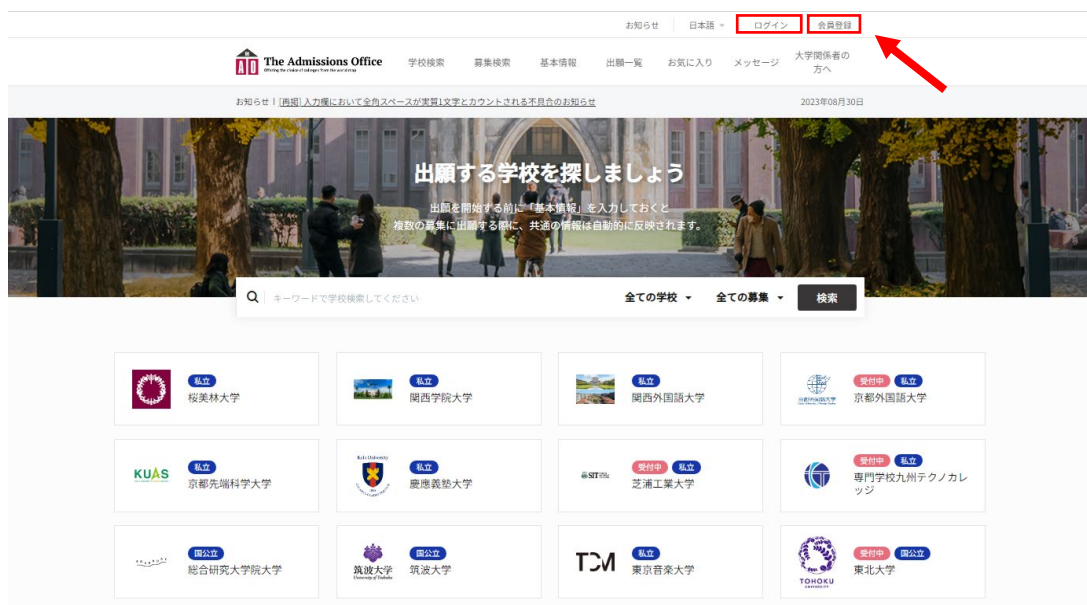 お知らせ
日本語
ログイン
会員登録
The Admissions Office
学校検索
募集検索
基本情報
出願一覧
お気に入り
メッセージ
大学関係者の
方へ
お知らせ | [再掲] 入力欄において全角スペースが実質1文字とカウントされる不具合のお知らせ
2023年08月30日
出願する学校を探しましょう
出願を開始する前に「基本情報」を入力しておくと
複数の募集に出願する際に、共通の情報は自動的に反映されます。
キーワードで学校検索してください
全ての学校
全ての募集
検索
私立
桜美林大学
私立
関西学院大学
私立
関西外国語大学
受付中 私立
京都外国語大学
KUAS
私立
京都先端科学大学
私立
慶應義塾大学
SIT
受付中 私立
芝浦工業大学
受付中 私立
専門学校九州テクノカレ
ッジ
国公立
総合研究大学院大学
筑波大学
University of Tsukuba
国公立
筑波大学
TCM
私立
東京音楽大学
TOHOKU
受付中 国公立
東北大学